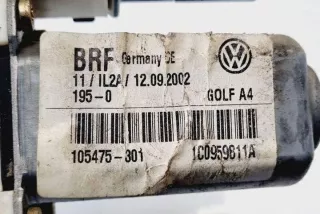 BRF Germany CE
11 / IL2A / 12.09.2002
195-0 GOLF A4
105475-301 1C0959811A